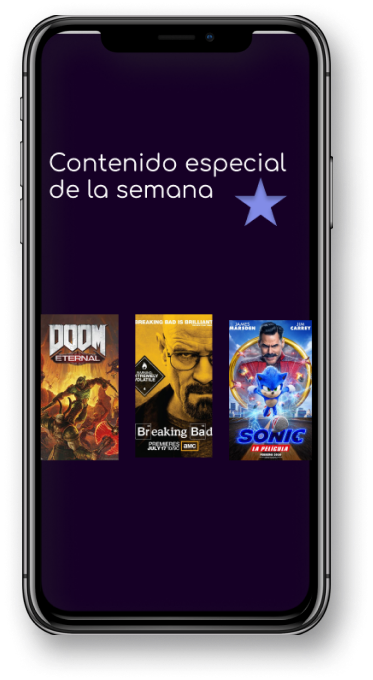 Contenido especial
de la semana
DOOM
ETERNAL
BREAKING BAD IS BRILLIANT
Breaking Bad
PREMIERES
JULY 17
amc
JAMES MARSDEN
JIM CARREY
SONIC
LA PELÍCULA